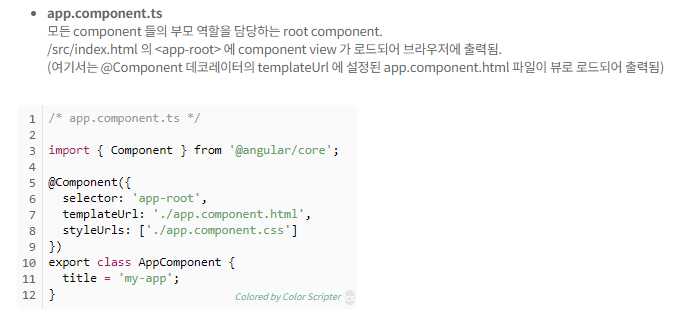 • app.component.ts
모든 component 들의 부모 역할을 담당하는 root component.
/src/index.html 의 <app-root> 에 component view 가 로드되어 브라우저에 출력됨.
(여기서는 @Component 데코레이터의 templateUrl 에 설정된 app.component.html 파일이 뷰로 로드되어 출력됨)
1 /* app.component.ts */
2
3 import { Component } from '@angular/core';
4
5 @Component({
6   selector: 'app-root',
7   templateUrl: './app.component.html',
8   styleUrls: ['./app.component.css']
9 })
10 export class AppComponent {
11   title = 'my-app';
12 }
Colored by Color Scripter cs